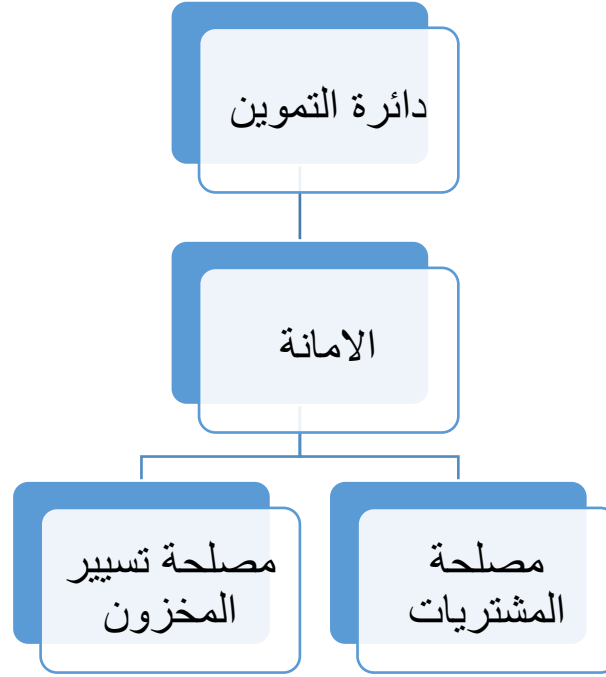 دائرة التموين
الامانة
مصلحة
المشتريات
مصلحة تسيير
المخزون